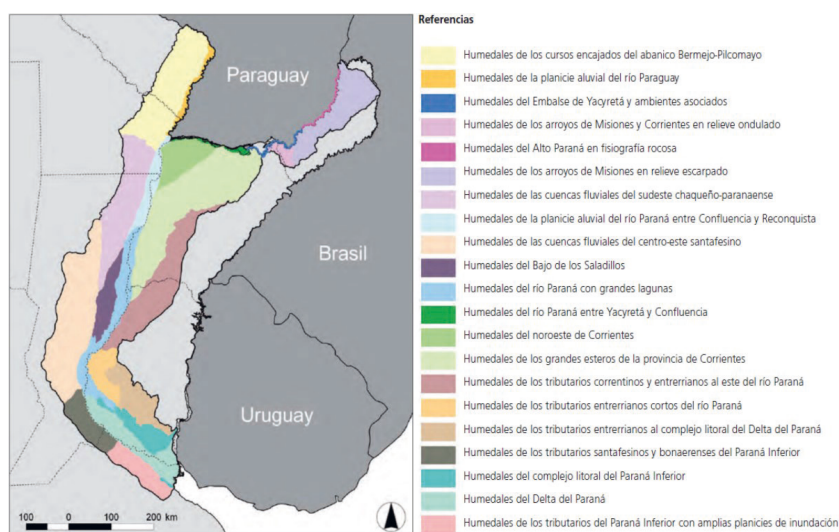 Referencias
Paraguay
Brasil
Uruguay
100 0 100 200 km
Humedales de los cursos encajados del abanico Bermejo-Pilcomayo
Humedales de la planicie aluvial del río Paraguay
Humedales del Embalse de Yacyretá y ambientes asociados
Humedales de los arroyos de Misiones y Corrientes en relieve ondulado
Humedales del Alto Paraná en fisiografía rocosa
Humedales de los arroyos de Misiones en relieve escarpado
Humedales de las cuencas fluviales del sudeste chaqueño-paranaense
Humedales de la planicie aluvial del río Paraná entre Confluencia y Reconquista
Humedales de las cuencas fluviales del centro-este santafesino
Humedales del Bajo de los Saladillos
Humedales del río Paraná con grandes lagunas
Humedales del río Paraná entre Yacyretá y Confluencia
Humedales del noroeste de Corrientes
Humedales de los grandes esteros de la provincia de Corrientes
Humedales de los tributarios correntinos y entrerrianos al este del río Paraná
Humedales de los tributarios entrerrianos cortos del río Paraná
Humedales de los tributarios entrerrianos al complejo litoral del Delta del Paraná
Humedales de los tributarios santafesinos y bonaerenses del Paraná Inferior
Humedales del complejo litoral del Paraná Inferior
Humedales del Delta del Paraná
Humedales de los tributarios del Paraná Inferior con amplias planicies de inundación